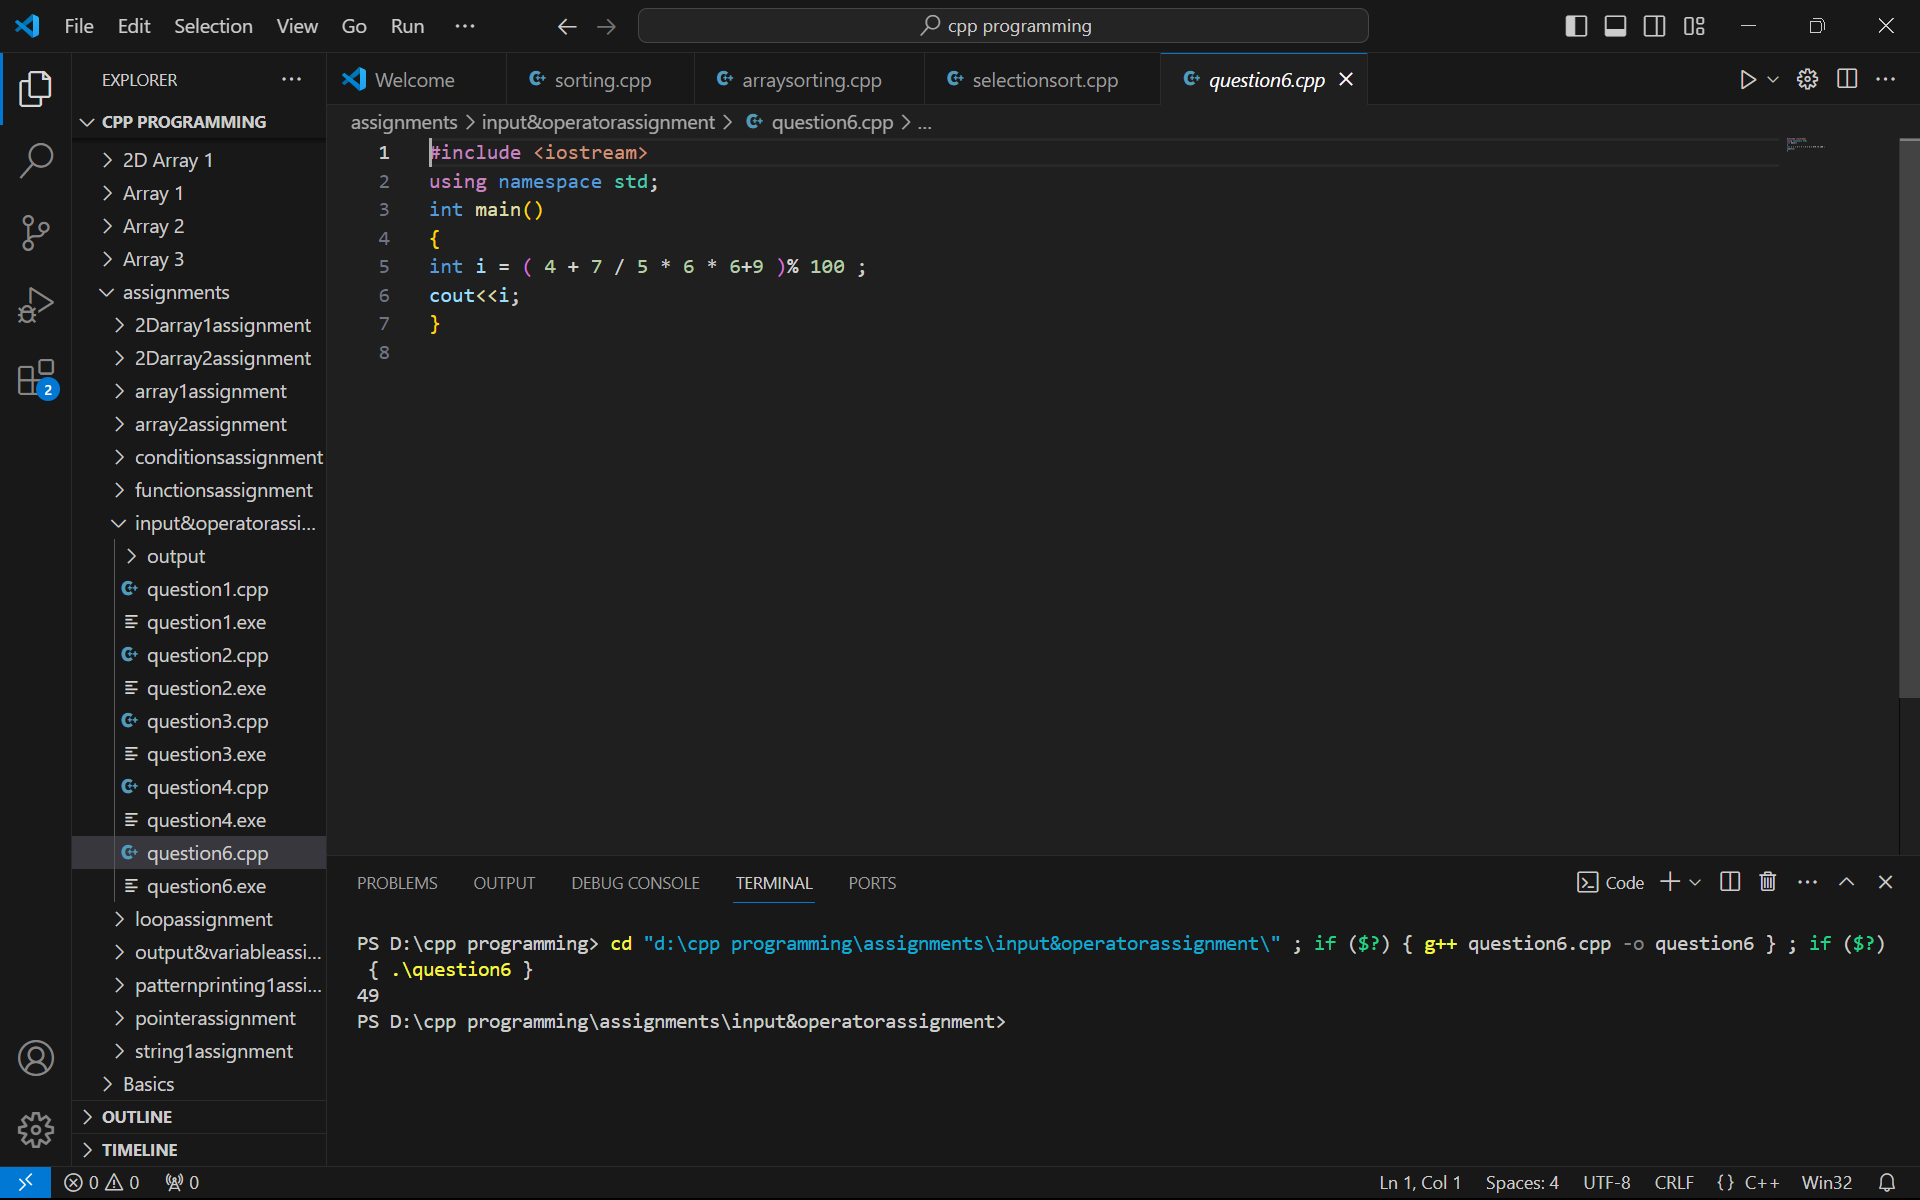 File Edit Selection View Go Run ···
cpp programming
EXPLORER ···
Welcome sorting.cpp arraysorting.cpp selectionsort.cpp question6.cpp
CPP PROGRAMMING
2D Array 1
Array 1
Array 2
Array 3
assignments
2Darray1assignment
2Darray2assignment
array1assignment
array2assignment
conditionsassignment
functionsassignment
input&operatorassi...
output
question1.cpp
question1.exe
question2.cpp
question2.exe
question3.cpp
question3.exe
question4.cpp
question4.exe
question6.cpp
question6.exe
loopassignment
output&variableassi...
patternprinting1assi...
pointerassignment
string1assignment
Basics
OUTLINE
TIMELINE
2
assignments > input&operatorassignment > question6.cpp > ...
1 #include <iostream>
2 using namespace std;
3 int main()
4 {
5 int i = ( 4 + 7 / 5 * 6 * 6+9 )% 100 ;
6 cout<<i;
7 }
8
PROBLEMS OUTPUT DEBUG CONSOLE TERMINAL PORTS
Code
PS D:\cpp programming> cd "d:\cpp programming\assignments\input&operatorassignment\" ; if ($?) { g++ question6.cpp -o question6 } ; if ($?)
{ .\question6 }
49
PS D:\cpp programming\assignments\input&operatorassignment>
0 0 0
Ln 1, Col 1 Spaces: 4 UTF-8 CRLF {} C++ Win32